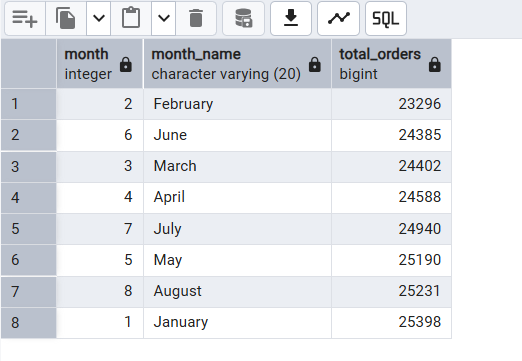 SQL
month month_name total_orders
integer character varying (20) bigint
1 2 February 23296
2 6 June 24385
3 3 March 24402
4 4 April 24588
5 7 July 24940
6 5 May 25190
7 8 August 25231
8 1 January 25398